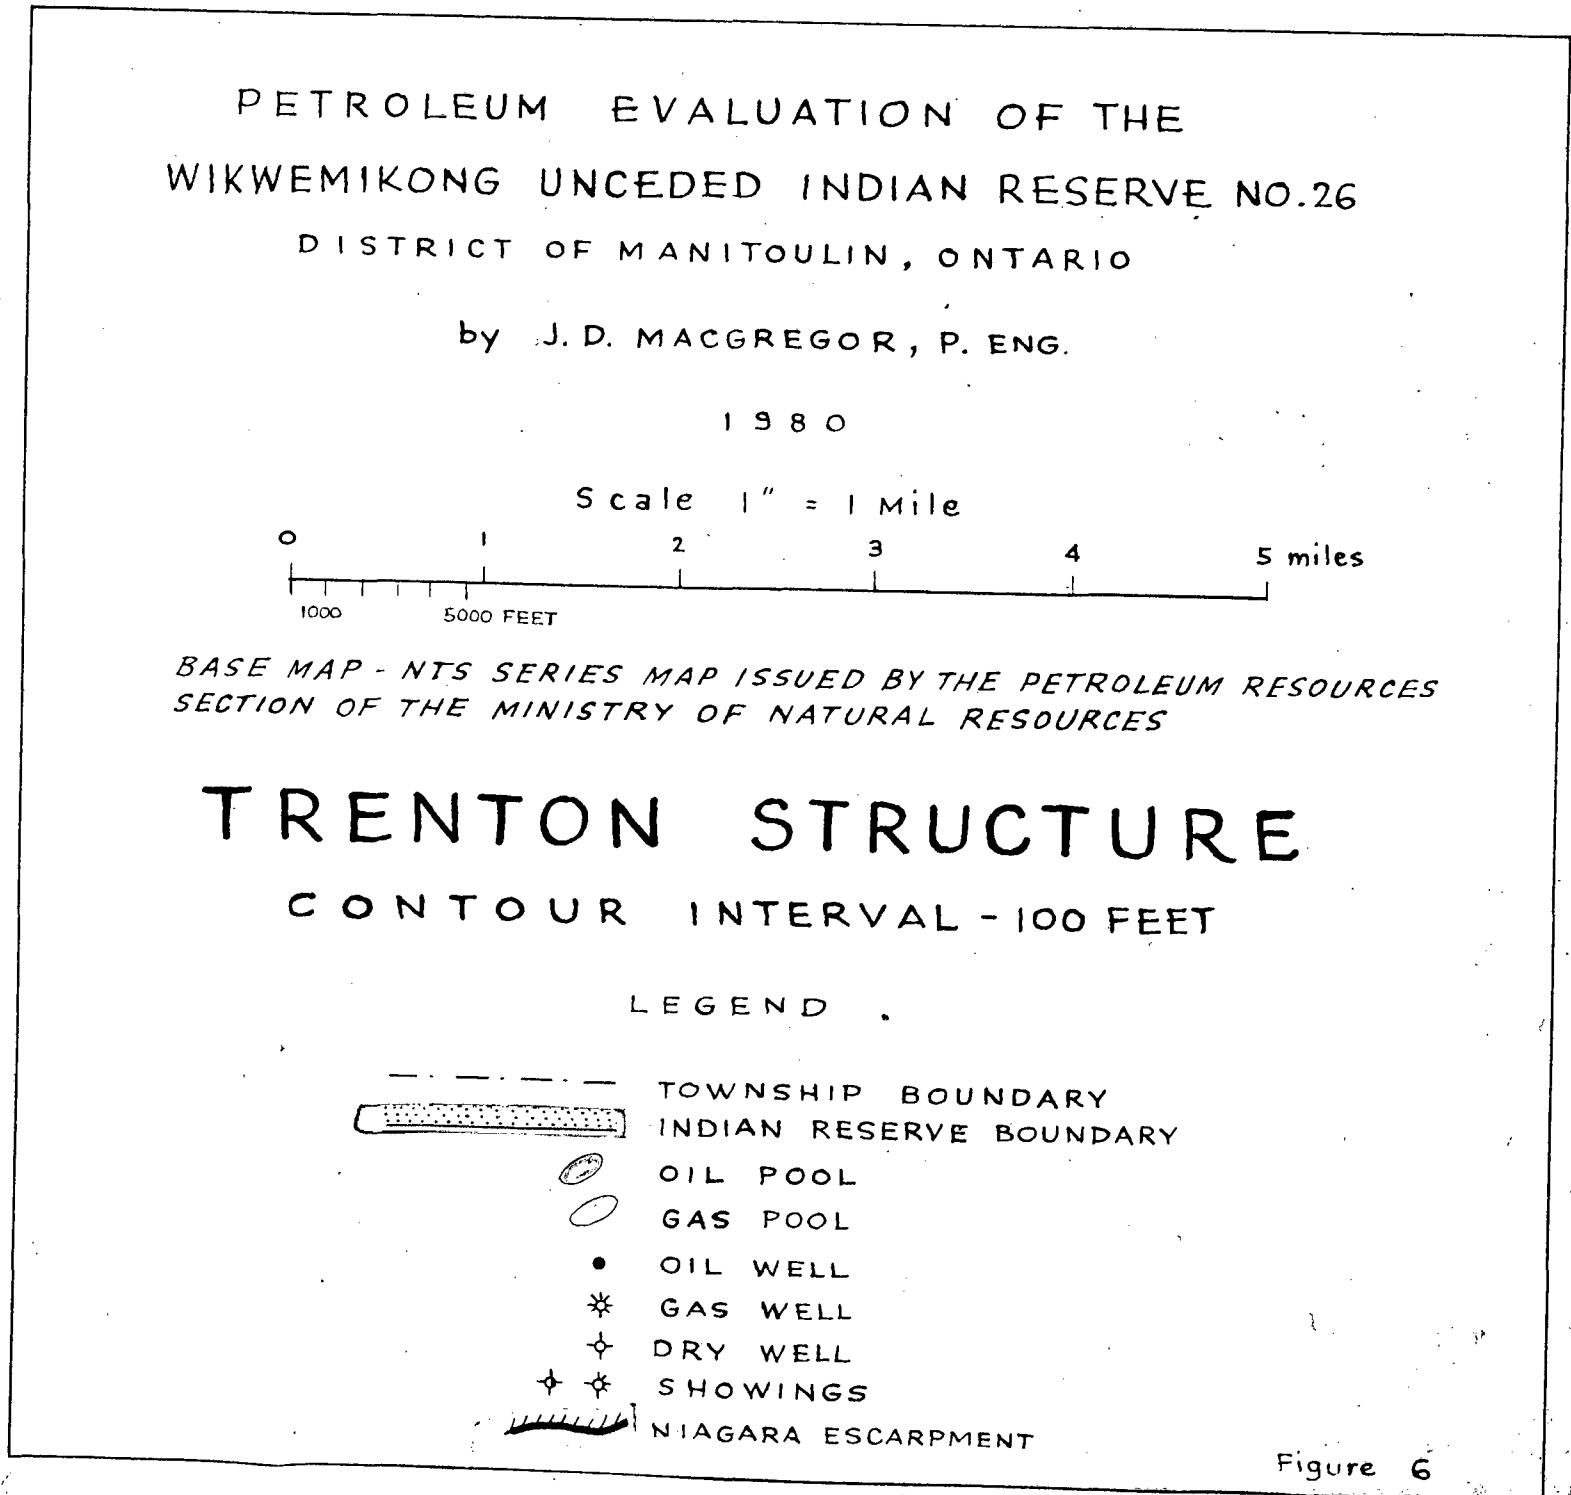 PETROLEUM EVALUATION OF THE
WIKWEMIKONG UNCEDED INDIAN RESERVE NO.26
DISTRICT OF MANITOULIN, ONTARIO
by J. D. MACGREGOR, P. ENG.
1980
Scale 1" = 1 Mile
0 1 2 3 4 5 miles
1000 5000 FEET
BASE MAP - NTS SERIES MAP ISSUED BY THE PETROLEUM RESOURCES
SECTION OF THE MINISTRY OF NATURAL RESOURCES
TRENTON STRUCTURE
CONTOUR INTERVAL - 100 FEET
LEGEND
TOWNSHIP BOUNDARY
INDIAN RESERVE BOUNDARY
OIL POOL
GAS POOL
OIL WELL
GAS WELL
DRY WELL
SHOWINGS
NIAGARA ESCARPMENT
Figure 6